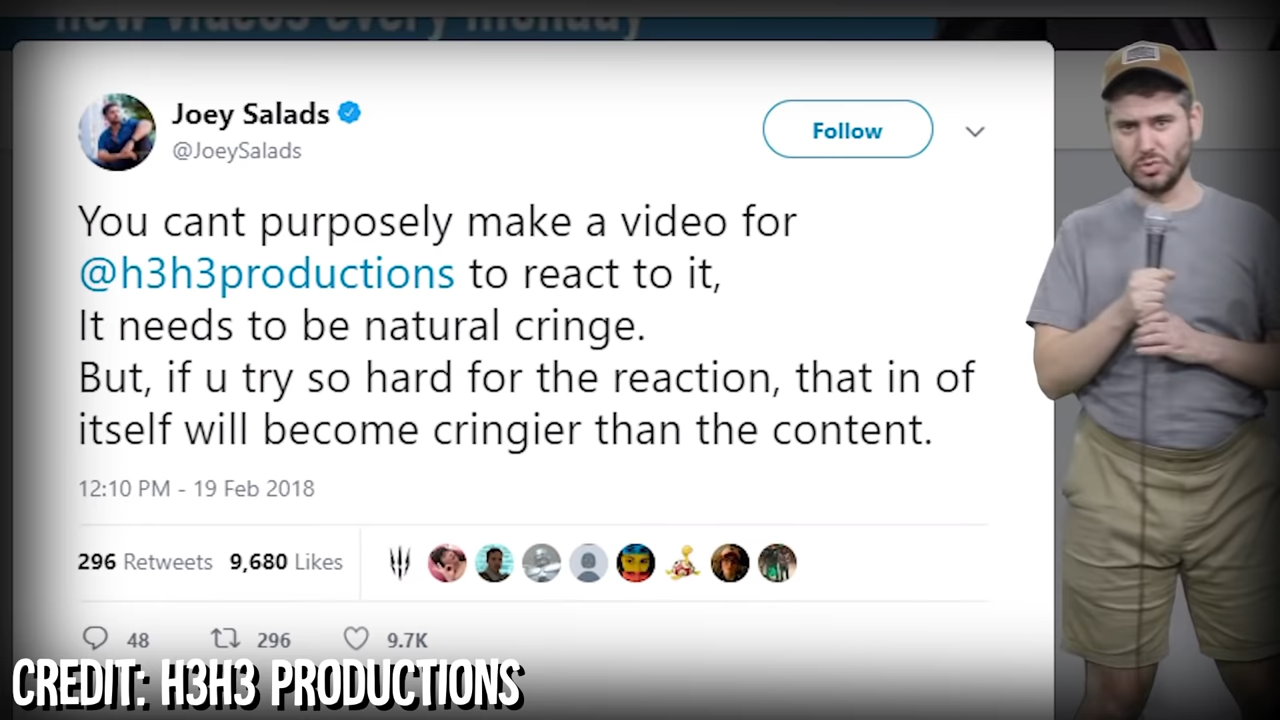 new videos every monday
Joey Salads
@JoeySalads
Follow
You cant purposely make a video for
@h3h3productions to react to it,
It needs to be natural cringe.
But, if u try so hard for the reaction, that in of
itself will become cringier than the content.
12:10 PM - 19 Feb 2018
296 Retweets 9,680 Likes
48 296 9.7K
CREDIT: H3H3 PRODUCTIONS